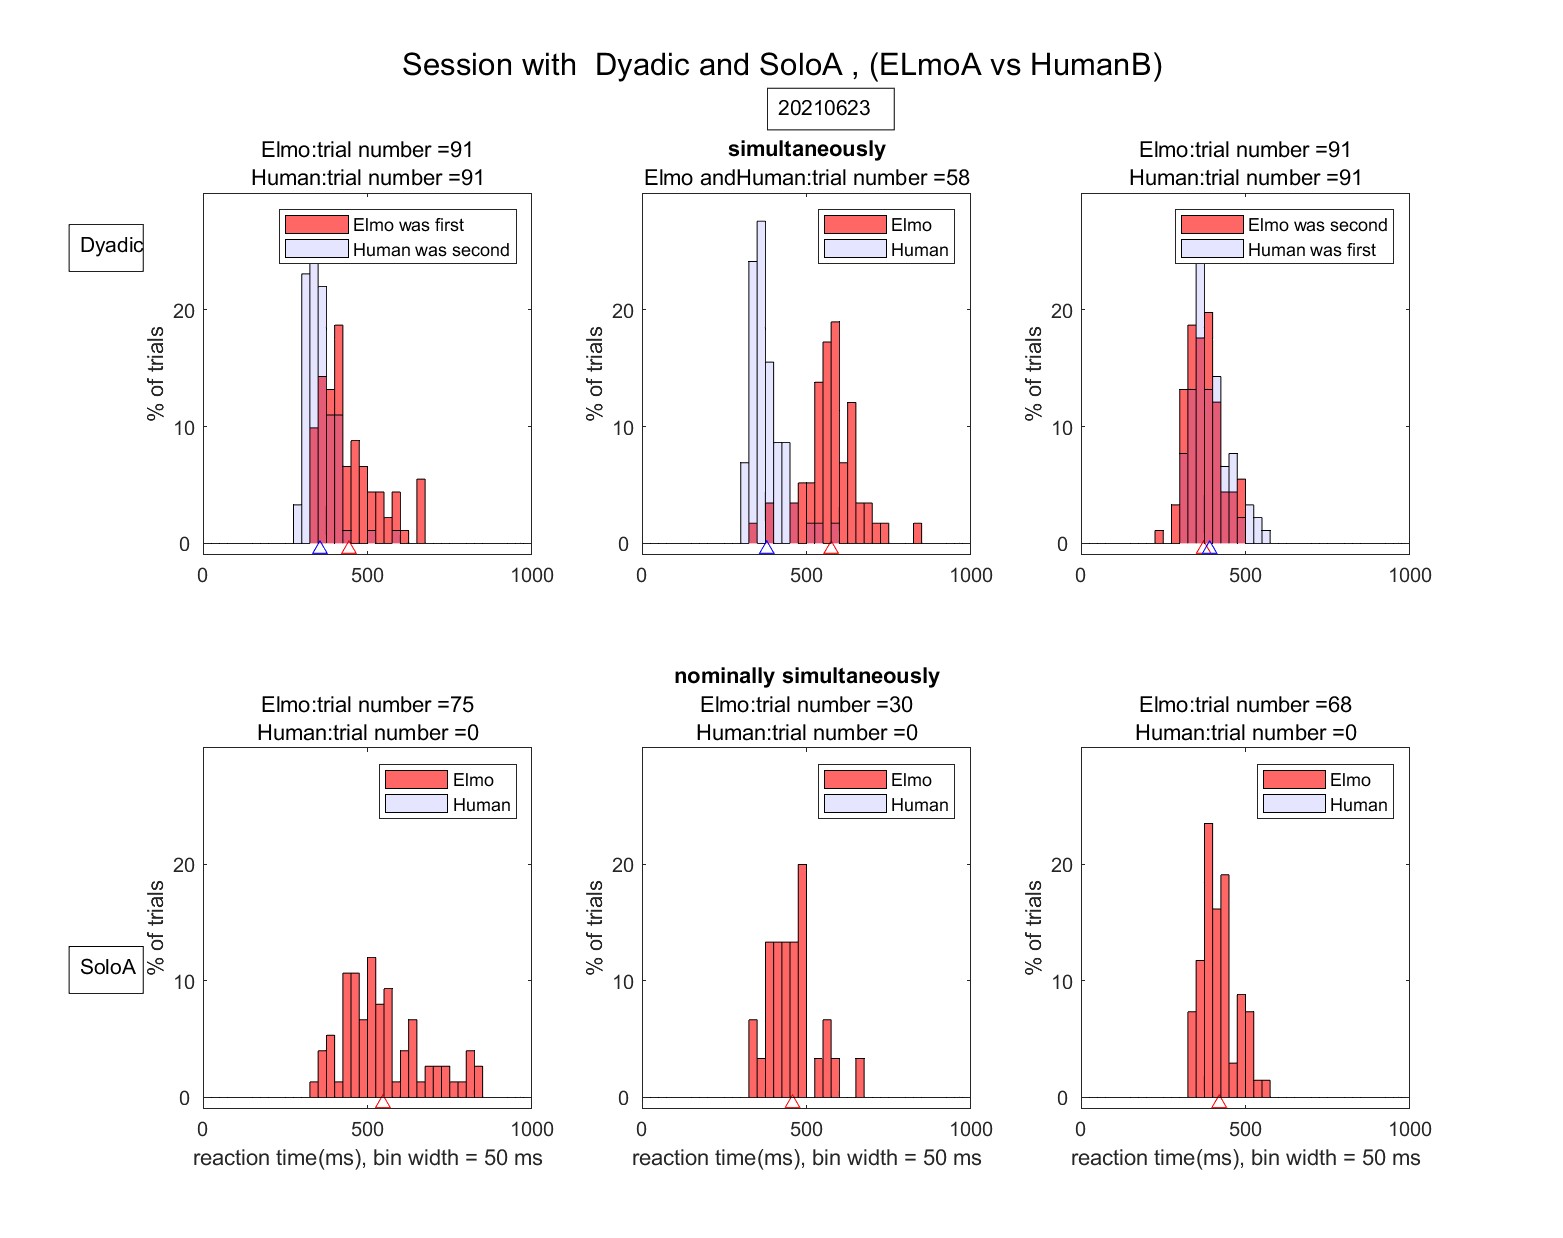 Session with  Dyadic and SoloA , (ELmoA vs HumanB)
20210623
Elmo:trial number =91
Human:trial number =91
Elmo was first
Human was second
Dyadic
% of trials
20
10
0
0
500
1000
simultaneously
Elmo andHuman:trial number =58
Elmo
Human
% of trials
20
10
0
0
500
1000
Elmo:trial number =91
Human:trial number =91
Elmo was second
Human was first
% of trials
20
10
0
0
500
1000
Elmo:trial number =75
Human:trial number =0
Elmo
Human
SoloA
% of trials
20
10
0
0
500
1000
reaction time(ms), bin width = 50 ms
nominally simultaneously
Elmo:trial number =30
Human:trial number =0
Elmo
Human
% of trials
20
10
0
0
500
1000
reaction time(ms), bin width = 50 ms
Elmo:trial number =68
Human:trial number =0
Elmo
Human
% of trials
20
10
0
0
500
1000
reaction time(ms), bin width = 50 ms